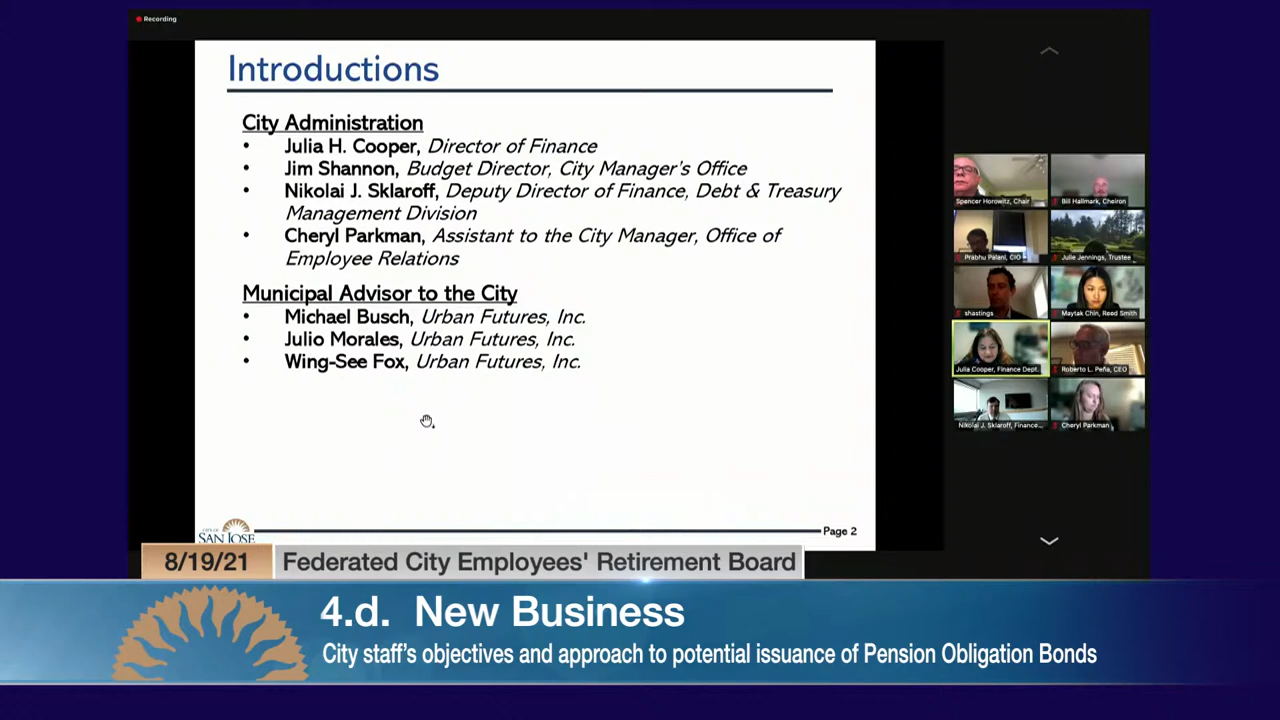 Recording
Introductions
City Administration
• Julia H. Cooper, Director of Finance
• Jim Shannon, Budget Director, City Manager's Office
• Nikolai J. Sklaroff, Deputy Director of Finance, Debt & Treasury
Management Division
• Cheryl Parkman, Assistant to the City Manager, Office of
Employee Relations
Municipal Advisor to the City
• Michael Busch, Urban Futures, Inc.
• Julio Morales, Urban Futures, Inc.
• Wing-See Fox, Urban Futures, Inc.
CITY OF
SAN JOSE
Page 2
Spencer Horowitz, Chair
Bill Hallmark, Cheiron
Prabhu Palani, CIO
Julie Jennings, Trustee
shastings
Maytak Chin, Reed Smith
Julia Cooper, Finance Dept.
Roberto L. Peña, CEO
Nikolai J. Sklaroff, Finance...
Cheryl Parkman
8/19/21
Federated City Employees' Retirement Board
4.d. New Business
City staff's objectives and approach to potential issuance of Pension Obligation Bonds